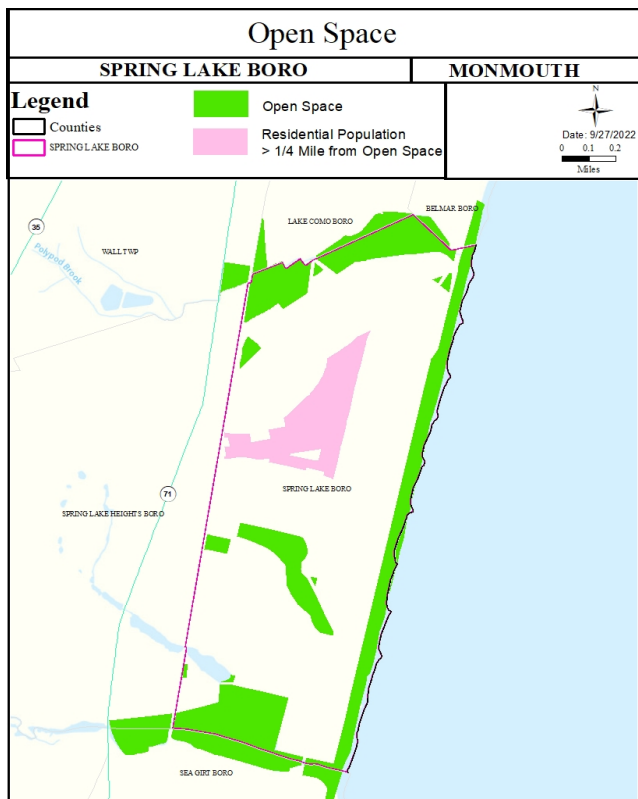 Open Space
SPRING LAKE BORO
MONMOUTH
Legend
Counties
SPRING LAKE BORO
Open Space
Residential Population
> 1/4 Mile from Open Space
N
Date: 9/27/2022
0 0.1 0.2
Miles
BELMAR BORO
LAKE COMO BORO
35
WALL TWP
Polypod Brook
SPRING LAKE BORO
71
SPRING LAKE HEIGHTS BORO
SEA GIRT BORO